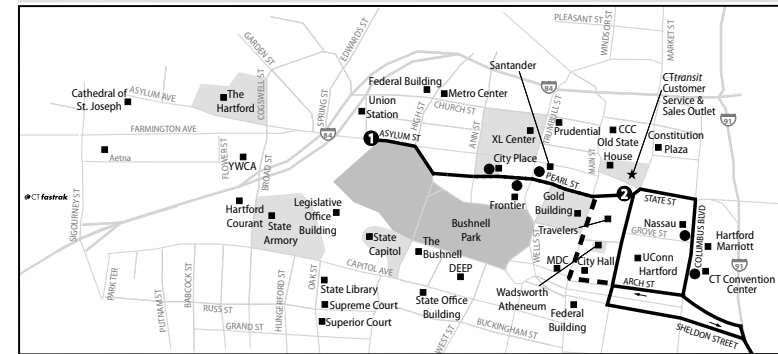 PLEASANT ST
WINDSOR ST
MARKET ST
GARDEN ST
EDWARDS ST
Santander
84
CTtransit
Customer
Service &
Sales Outlet
Federal Building
Metro Center
Cathedral of
St. Joseph
ASYLUM AVE
The
Hartford
COGSWELL ST
SPRING ST
Union
Station
HIGH ST
CHURCH ST
ANN ST
TRUMBULL ST
91
FARMINGTON AVE
84
1
ASYLUM ST
XL Center
Prudential
CCC
Old State
House
Constitution
Plaza
MAIN ST
Aetna
FLOWER ST
YWCA
BROAD ST
City Place
PEARL ST
2
STATE ST
CTfastrak
SIGOURNEY ST
Hartford
Courant
State
Armory
Legislative
Office
Building
Bushnell
Park
Frontier
Gold
Building
Travelers
Nassau
GROVE ST
COLUMBUS BLVD
Hartford
Marriott
State
Capitol
The
Bushnell
WELLS ST
MDC
City Hall
UConn
Hartford
91
CT Convention
Center
PARK TER
PUTNAM ST
BABCOCK ST
RUSS ST
GRAND ST
HUNGERFORD ST
OAK ST
CAPITOL AVE
DEEP
Wadsworth
Atheneum
ARCH ST
State Library
Supreme Court
Superior Court
State Office
Building
WEST ST
BUCKINGHAM ST
Federal
Building
SHELDON STREET